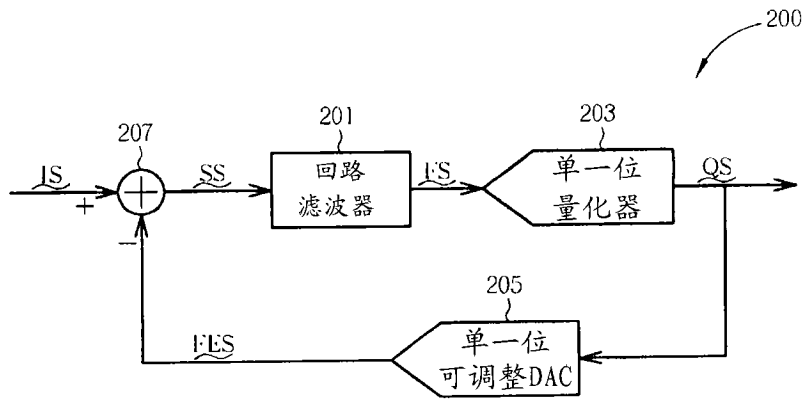 200
207
201
203
IS
SS
回路
滤波器
FS
单一位
量化器
QS
+
−
205
FES
单一位
可调整DAC